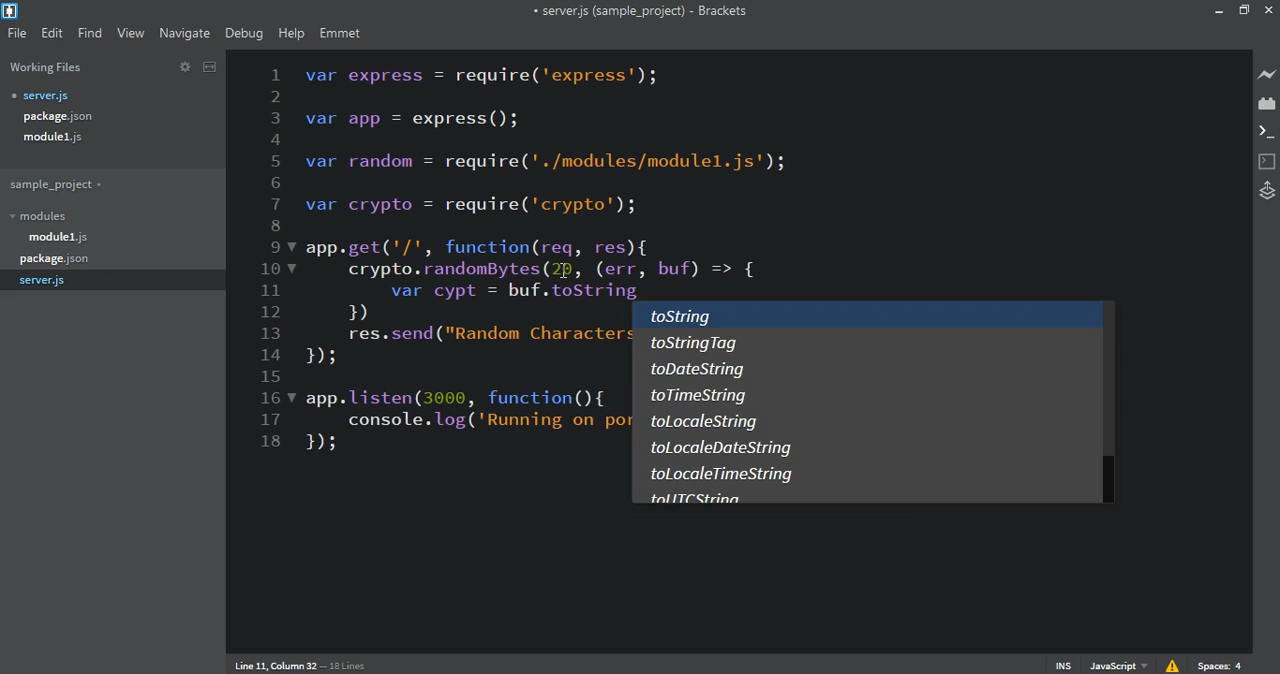 • server.js (sample_project) - Brackets
File Edit Find View Navigate Debug Help Emmet
Working Files
• server.js
package.json
module1.js
sample_project
modules
module1.js
package.json
server.js
1 var express = require('express');
2
3 var app = express();
4
5 var random = require('./modules/module1.js');
6
7 var crypto = require('crypto');
8
9 app.get('/', function(req, res){
10 crypto.randomBytes(20, (err, buf) => {
11 var cypt = buf.toString
12 })
13 res.send("Random Characters
14 });
15
16 app.listen(3000, function(){
17 console.log('Running on por
18 });
toString
toStringTag
toDateString
toTimeString
toLocaleString
toLocaleDateString
toLocaleTimeString
toUTCString
Line 11, Column 32 — 18 Lines
INS JavaScript Spaces: 4